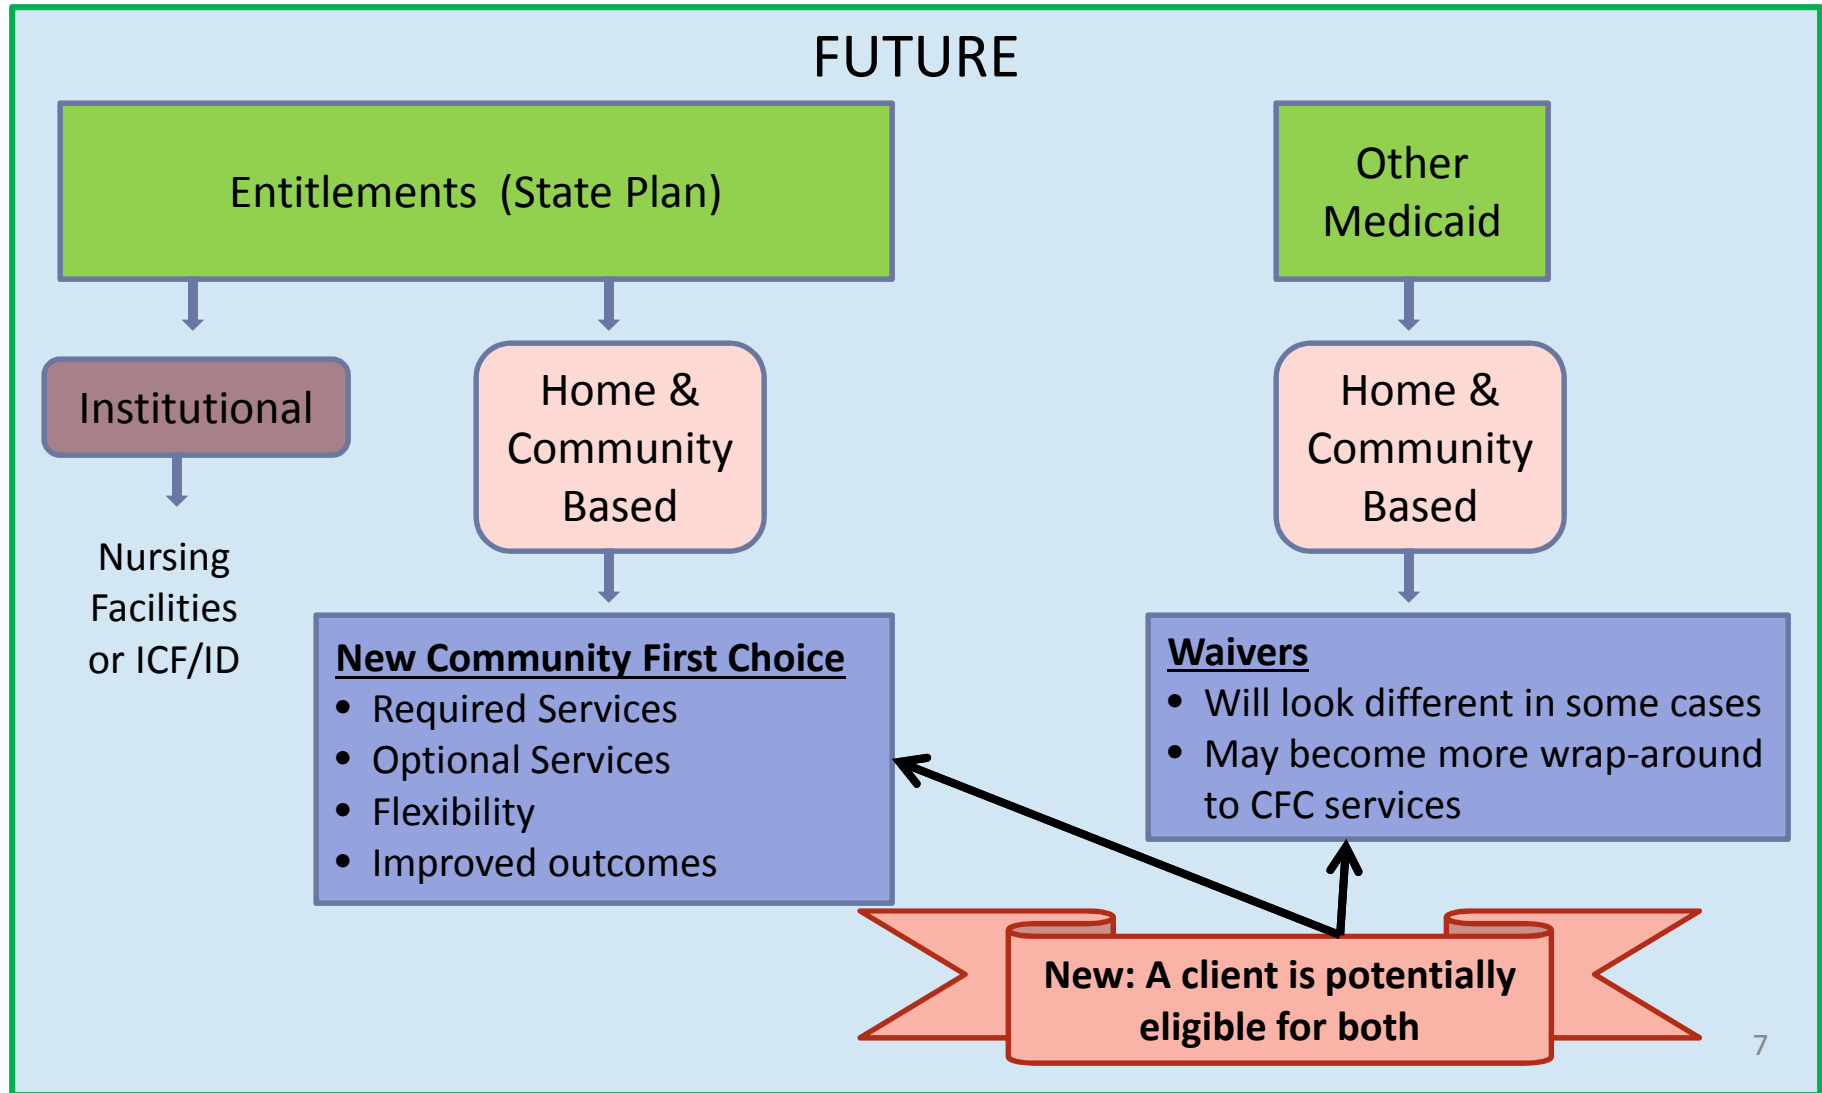 FUTURE
Entitlements (State Plan)
Other
Medicaid
Institutional
Home &
Community
Based
Home &
Community
Based
Nursing
Facilities
or ICF/ID
New Community First Choice
• Required Services
• Optional Services
• Flexibility
• Improved outcomes
Waivers
• Will look different in some cases
• May become more wrap-around
to CFC services
New: A client is potentially
eligible for both
7